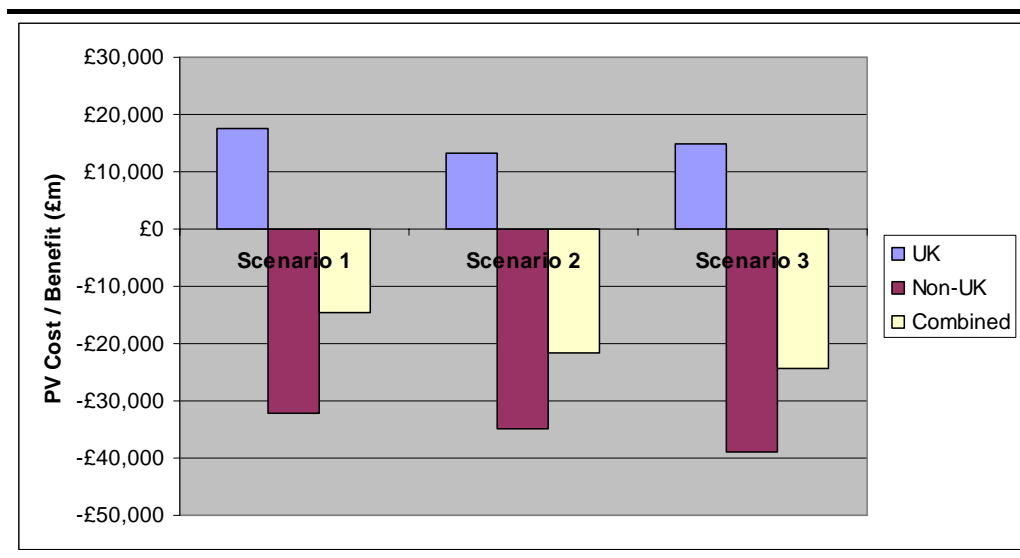 £30,000
£20,000
£10,000
£0
-£10,000
-£20,000
-£30,000
-£40,000
-£50,000
PV Cost / Benefit (£m)
Scenario 1 Scenario 2 Scenario 3
UK
Non-UK
Combined